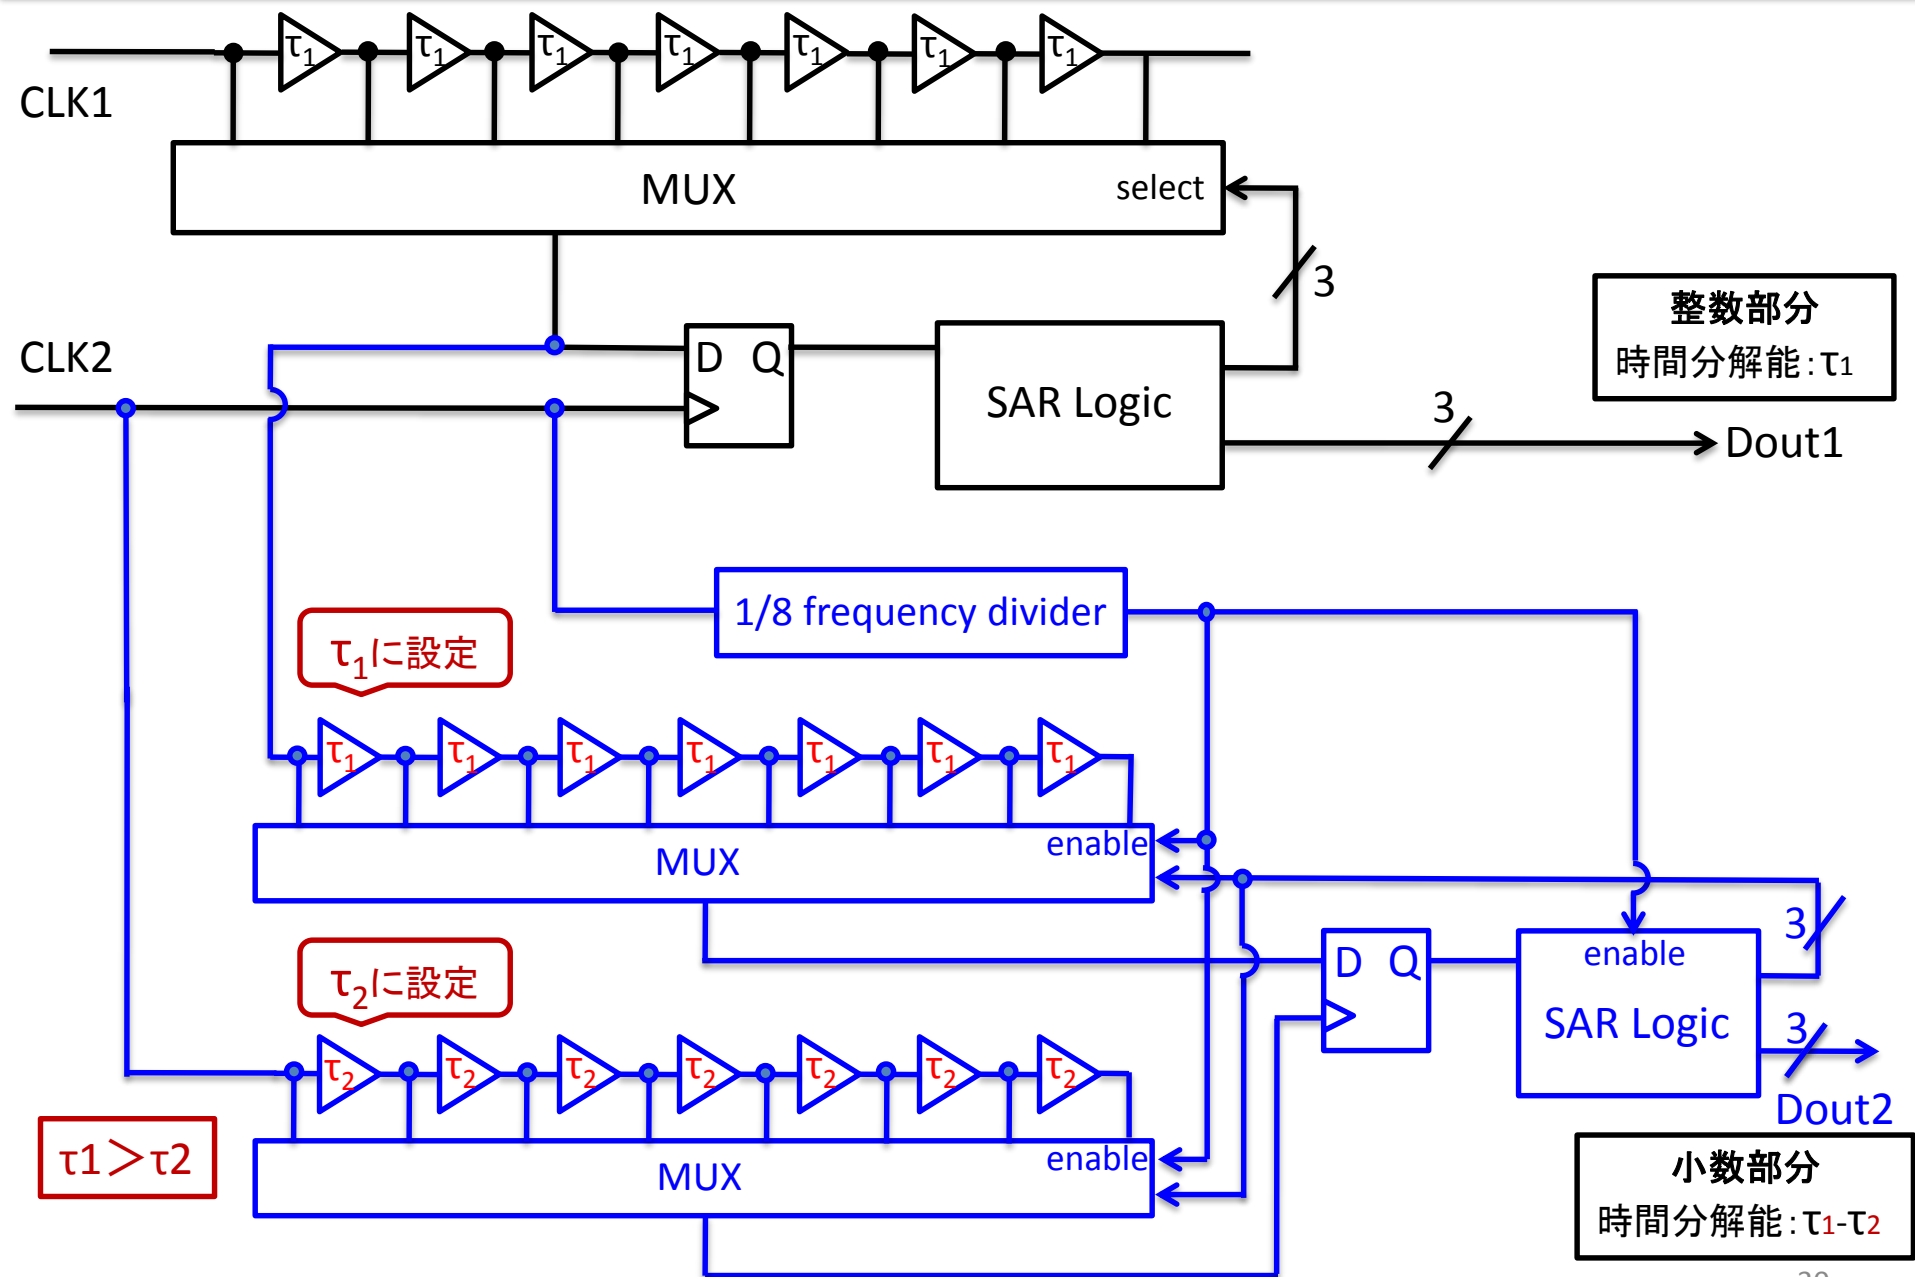 τ1 τ1 τ1 τ1 τ1 τ1 τ1
CLK1
MUX select
3
整数部分
時間分解能:τ1
CLK2
D Q
SAR Logic
3
Dout1
1/8 frequency divider
τ1に設定
τ1 τ1 τ1 τ1 τ1 τ1 τ1
MUX enable
3
D Q
enable
SAR Logic
3
Dout2
τ2に設定
τ2 τ2 τ2 τ2 τ2 τ2 τ2
τ1＞τ2
MUX enable
小数部分
時間分解能:τ1-τ2